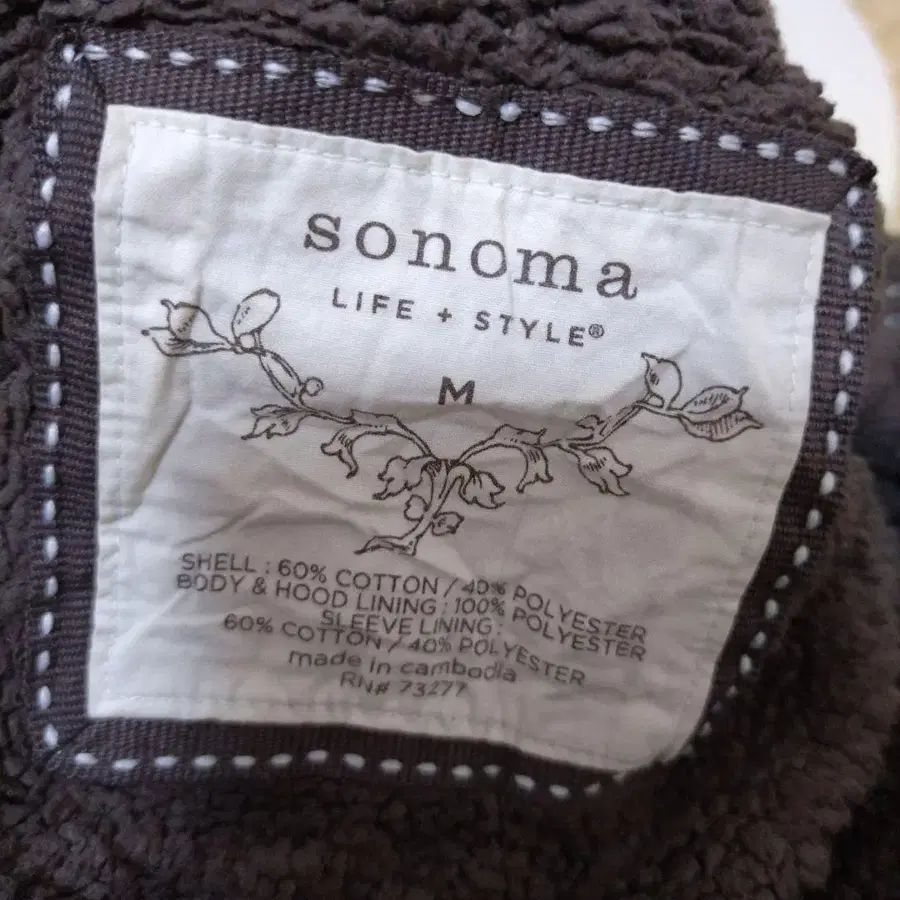 sonoma
LIFE + STYLE®
M
SHELL : 60% COTTON / 40% POLYESTER
BODY & HOOD LINING : 100% POLYESTER
SLEEVE LINING :
60% COTTON / 40% POLYESTER
made in cambodia
RN# 73277